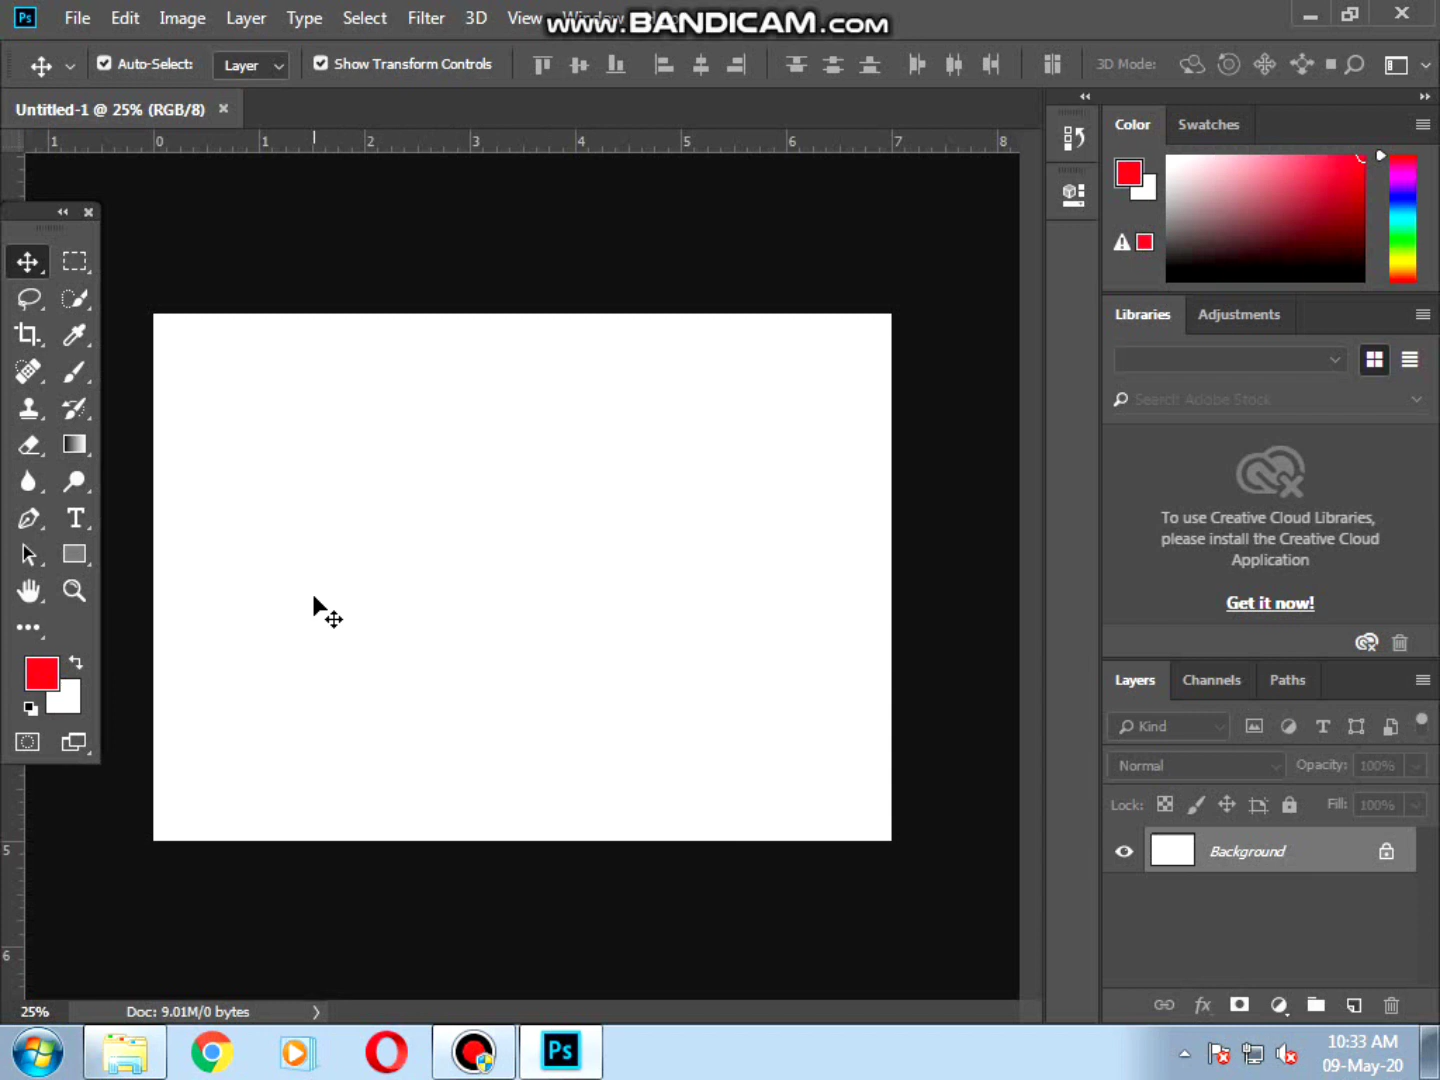 Ps File Edit Image Layer Type Select Filter 3D View
www.BANDICAM.com
Auto-Select: Layer Show Transform Controls 3D Mode:
Untitled-1 @ 25% (RGB/8)
1 0 1 2 3 4 5 6 7 8
Color Swatches
Libraries Adjustments
Search Adobe Stock
To use Creative Cloud Libraries,
please install the Creative Cloud
Application
Get it now!
Layers Channels Paths
Kind
Normal Opacity: 100%
Lock: Fill: 100%
5
Background
6
25% Doc: 9.01M/0 bytes
Ps
10:33 AM
09-May-20